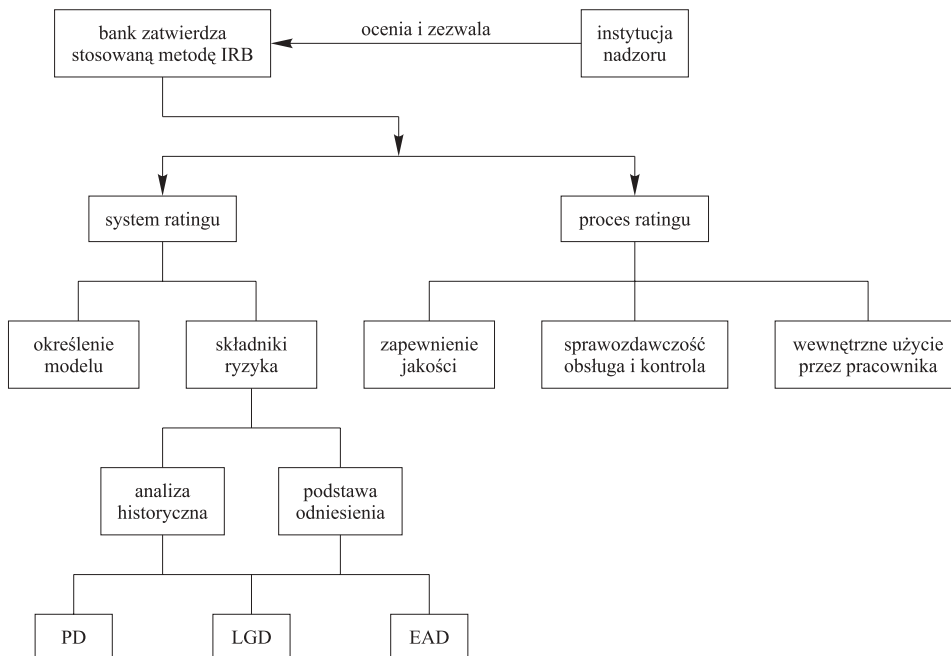 bank zatwierdza
stosowaną metodę IRB
ocenia i zezwala
instytucja
nadzoru
system ratingu
proces ratingu
określenie
modelu
składniki
ryzyka
zapewnienie
jakości
sprawozdawczość
obsługa i kontrola
wewnętrzne użycie
przez pracownika
analiza
historyczna
podstawa
odniesienia
PD
LGD
EAD